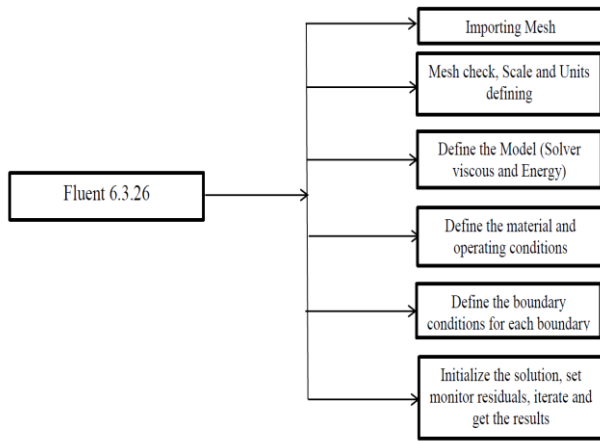 Importing Mesh
Mesh check, Scale and Units
defining
Define the Model (Solver
viscous and Energy)
Fluent 6.3.26
Define the material and
operating conditions
Define the boundary
conditions for each boundary
Initialize the solution, set
monitor residuals, iterate and
get the results